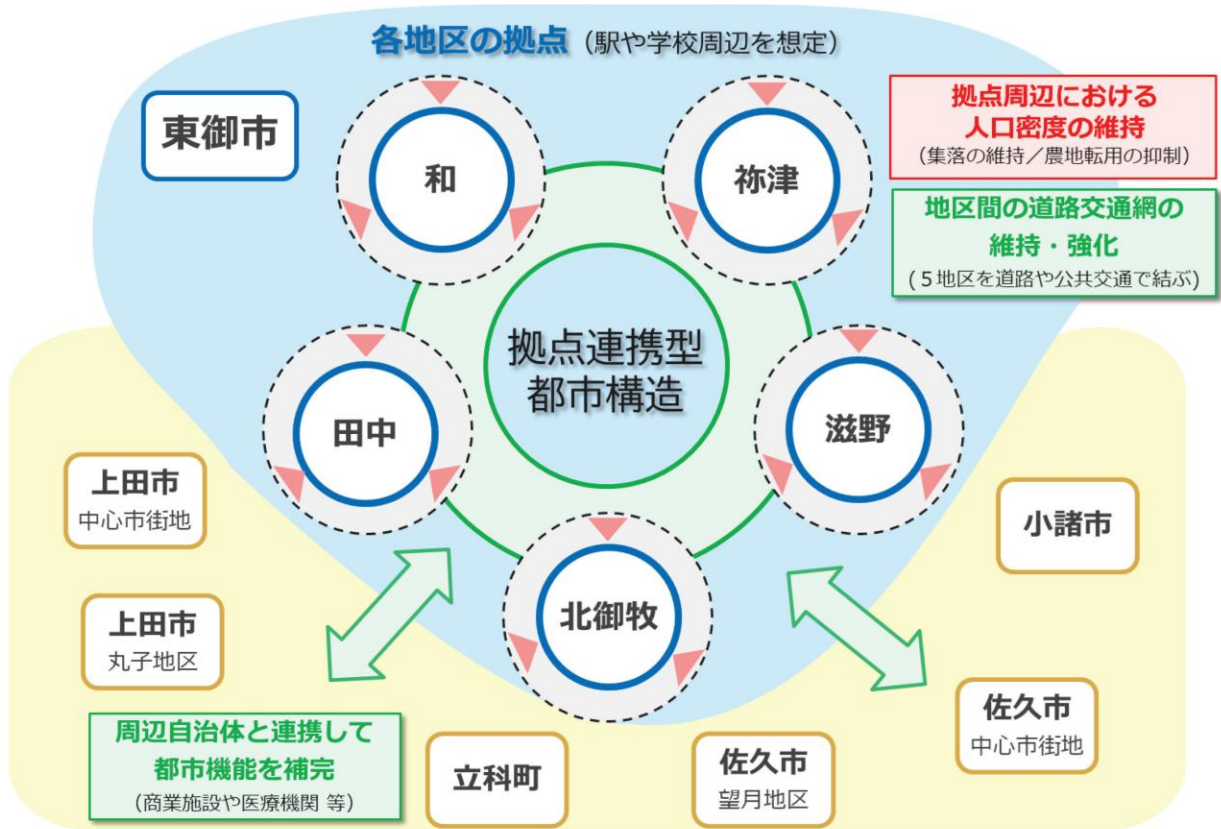 各地区の拠点（駅や学校周辺を想定）
東御市
和
祢津
拠点周辺における
人口密度の維持
（集落の維持／農地転用の抑制）
地区間の道路交通網の
維持・強化
(５地区を道路や公共交通で結ぶ)
拠点連携型
都市構造
田中
滋野
北御牧
上田市
中心市街地
上田市
丸子地区
小諸市
佐久市
中心市街地
周辺自治体と連携して
都市機能を補完
（商業施設や医療機関 等）
立科町
佐久市
望月地区